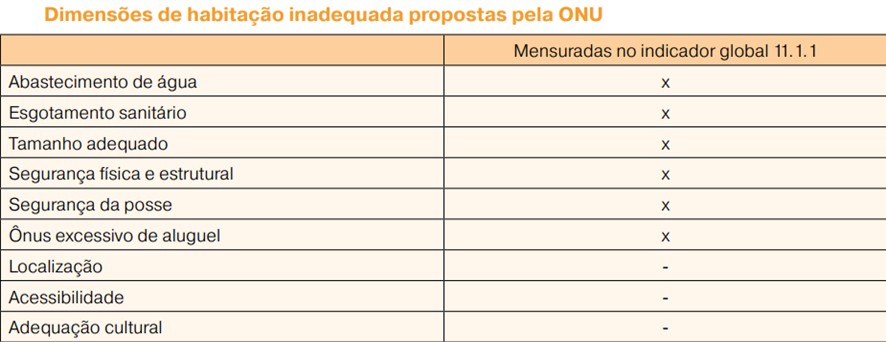 Dimensões de habitação inadequada propostas pela ONU
Mensuradas no indicador global 11.1.1
Abastecimento de água x
Esgotamento sanitário x
Tamanho adequado x
Segurança física e estrutural x
Segurança da posse x
Ônus excessivo de aluguel x
Localização -
Acessibilidade -
Adequação cultural -